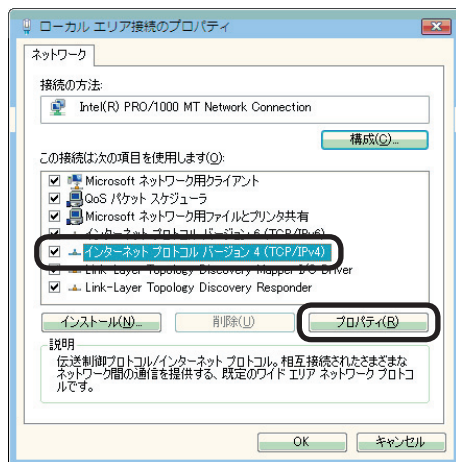 ローカル エリア接続のプロパティ
ネットワーク
接続の方法:
Intel(R) PRO/1000 MT Network Connection
構成(C)...
この接続は次の項目を使用します(O):
Microsoft ネットワーク用クライアント
QoS パケット スケジューラ
Microsoft ネットワーク用ファイルとプリンタ共有
インターネット プロトコル バージョン 6 (TCP/IPv6)
インターネット プロトコル バージョン 4 (TCP/IPv4)
Link-Layer Topology Discovery Mapper I/O Driver
Link-Layer Topology Discovery Responder
インストール(N)...
削除(U)
プロパティ(R)
説明
伝送制御プロトコル/インターネット プロトコル。相互接続されたさまざまな
ネットワーク間の通信を提供する、既定のワイド エリア ネットワーク プロトコ
ルです。
OK
キャンセル